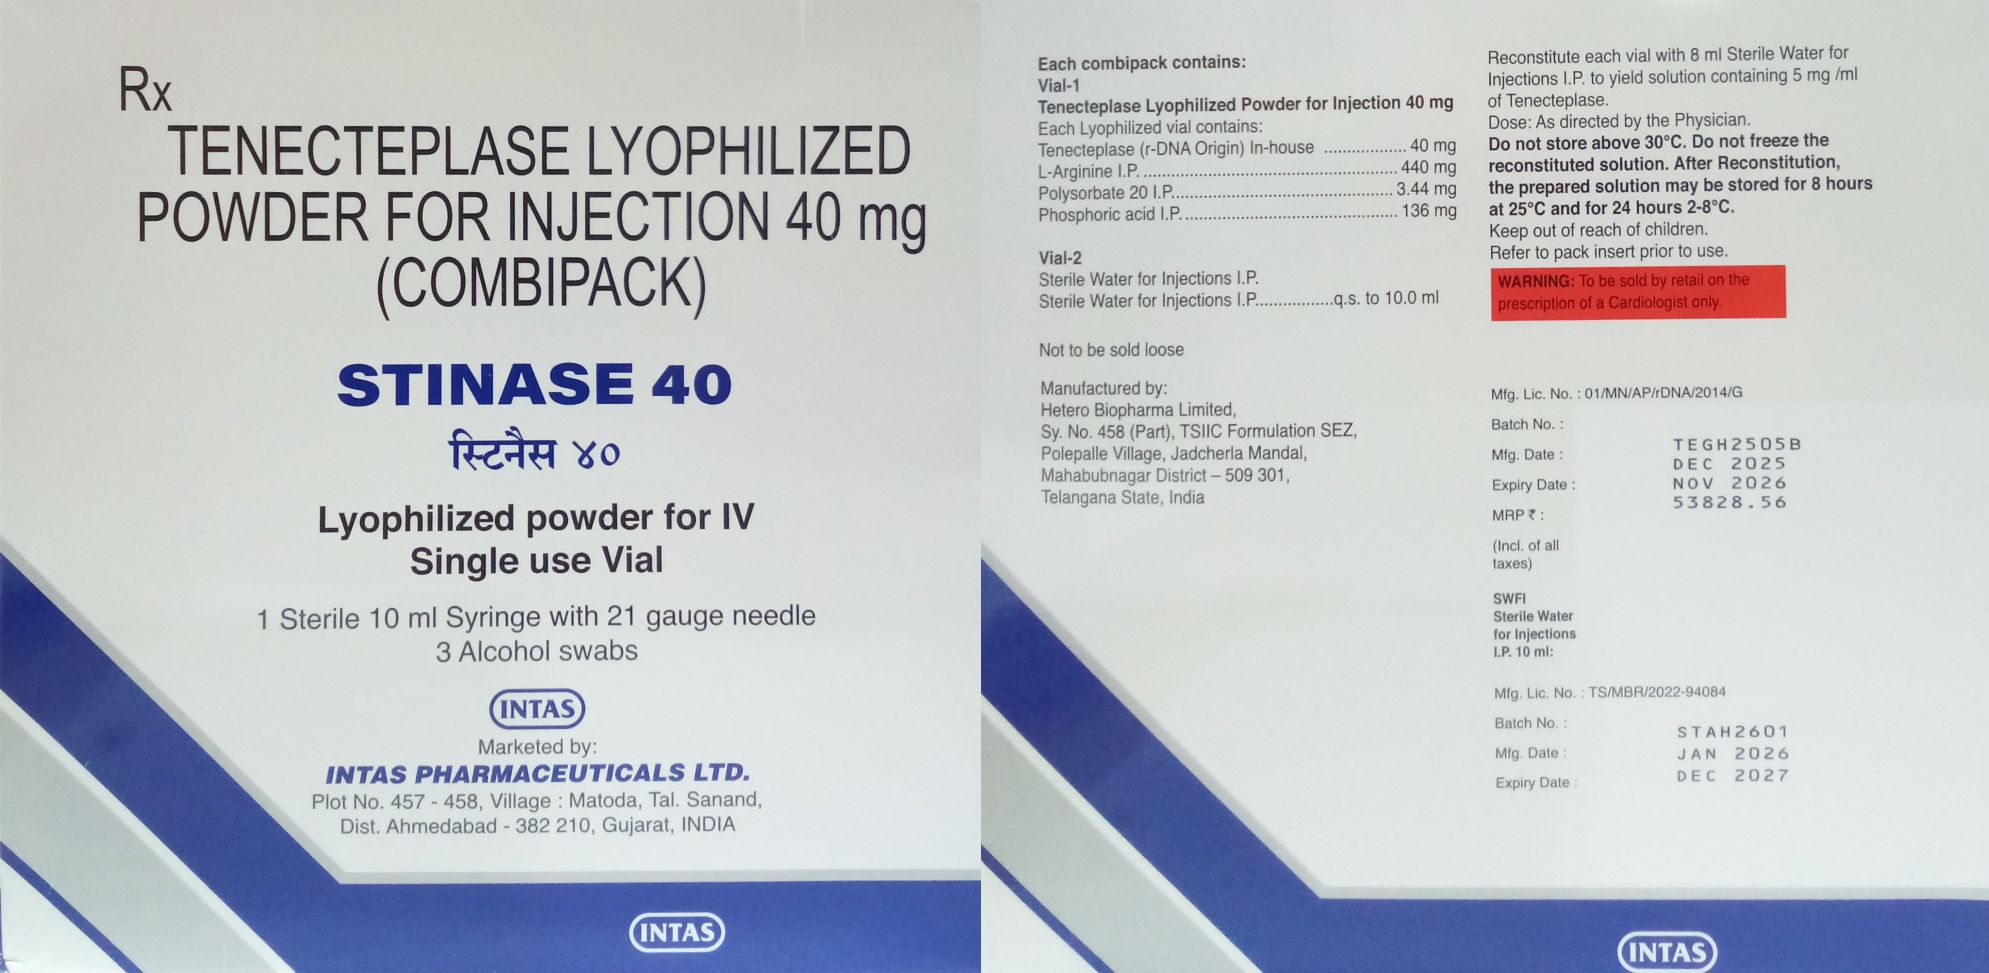 Rx
TENECTEPLASE LYOPHILIZED
POWDER FOR INJECTION 40 mg
(COMBIPACK)
STINASE 40
स्टिनैस ४०
Lyophilized powder for IV
Single use Vial
1 Sterile 10 ml Syringe with 21 gauge needle
3 Alcohol swabs
INTAS
Marketed by:
INTAS PHARMACEUTICALS LTD.
Plot No. 457 - 458, Village : Matoda, Tal. Sanand,
Dist. Ahmedabad - 382 210, Gujarat, INDIA
INTAS
Each combipack contains:
Vial-1
Tenecteplase Lyophilized Powder for Injection 40 mg
Each Lyophilized vial contains:
Tenecteplase (r-DNA Origin) In-house ................. 40 mg
L-Arginine I.P. .................................................... 440 mg
Polysorbate 20 I.P............................................. 3.44 mg
Phosphoric acid I.P. ........................................... 136 mg
Vial-2
Sterile Water for Injections I.P.
Sterile Water for Injections I.P.................q.s. to 10.0 ml
Not to be sold loose
Manufactured by:
Hetero Biopharma Limited,
Sy. No. 458 (Part), TSIIC Formulation SEZ,
Polepalle Village, Jadcherla Mandal,
Mahabubnagar District – 509 301,
Telangana State, India
Reconstitute each vial with 8 ml Sterile Water for
Injections I.P. to yield solution containing 5 mg /ml
of Tenecteplase.
Dose: As directed by the Physician.
Do not store above 30°C. Do not freeze the
reconstituted solution. After Reconstitution,
the prepared solution may be stored for 8 hours
at 25°C and for 24 hours 2-8°C.
Keep out of reach of children.
Refer to pack insert prior to use.
WARNING: To be sold by retail on the
prescription of a Cardiologist only.
Mfg. Lic. No. : 01/MN/AP/rDNA/2014/G
Batch No. : TEGH2505B
Mfg. Date : DEC 2025
Expiry Date : NOV 2026
MRP ₹ : 53828.56
(Incl. of all
taxes)
SWFI
Sterile Water
for Injections
I.P. 10 ml:
Mfg. Lic. No. : TS/MBR/2022-94084
Batch No. : STAH2601
Mfg. Date : JAN 2026
Expiry Date : DEC 2027
INTAS